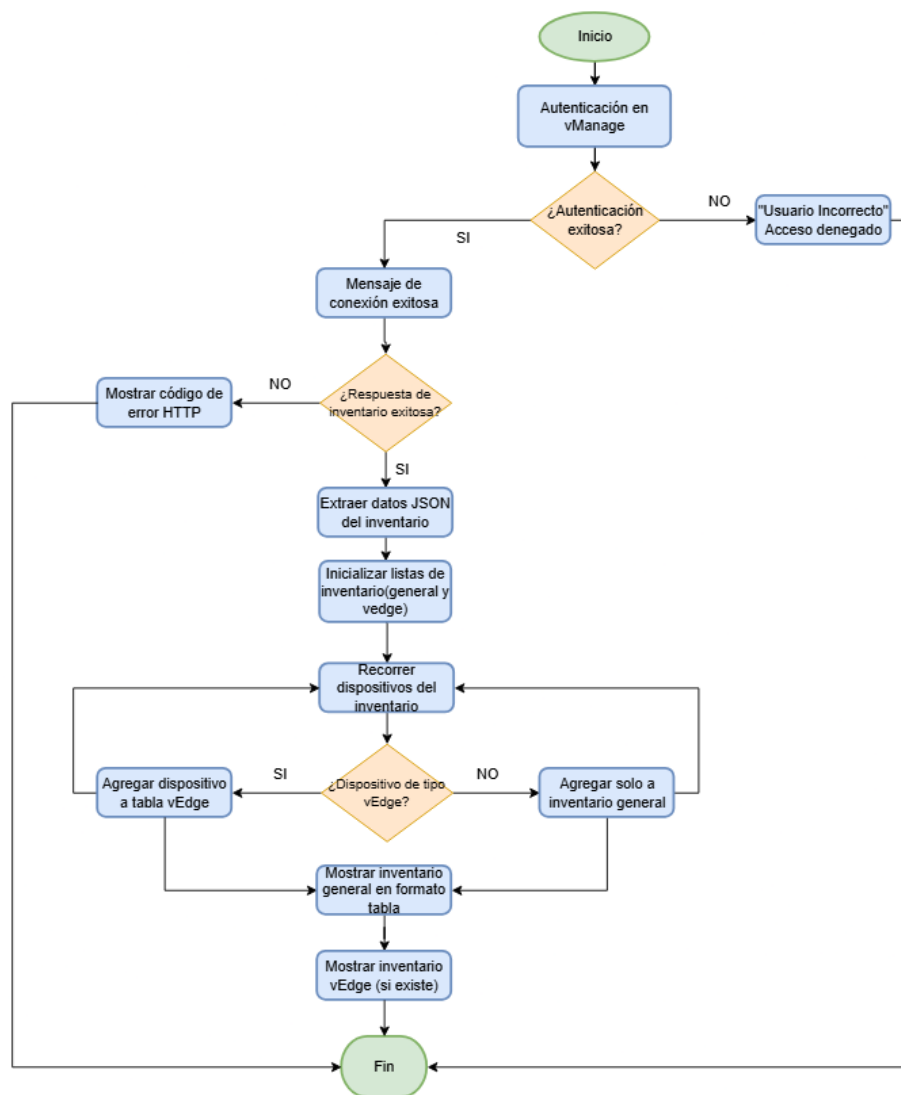 Inicio
Autenticación en
vManage
¿Autenticación
exitosa?
NO
"Usuario Incorrecto"
Acceso denegado
SI
Mensaje de
conexión exitosa
¿Respuesta de
inventario exitosa?
NO
Mostrar código de
error HTTP
SI
Extraer datos JSON
del inventario
Inicializar listas de
inventario(general y
vedge)
Recorrer
dispositivos del
inventario
¿Dispositivo de tipo
vEdge?
SI
Agregar dispositivo
a tabla vEdge
NO
Agregar solo a
inventario general
Mostrar inventario
general en formato
tabla
Mostrar inventario
vEdge (si existe)
Fin